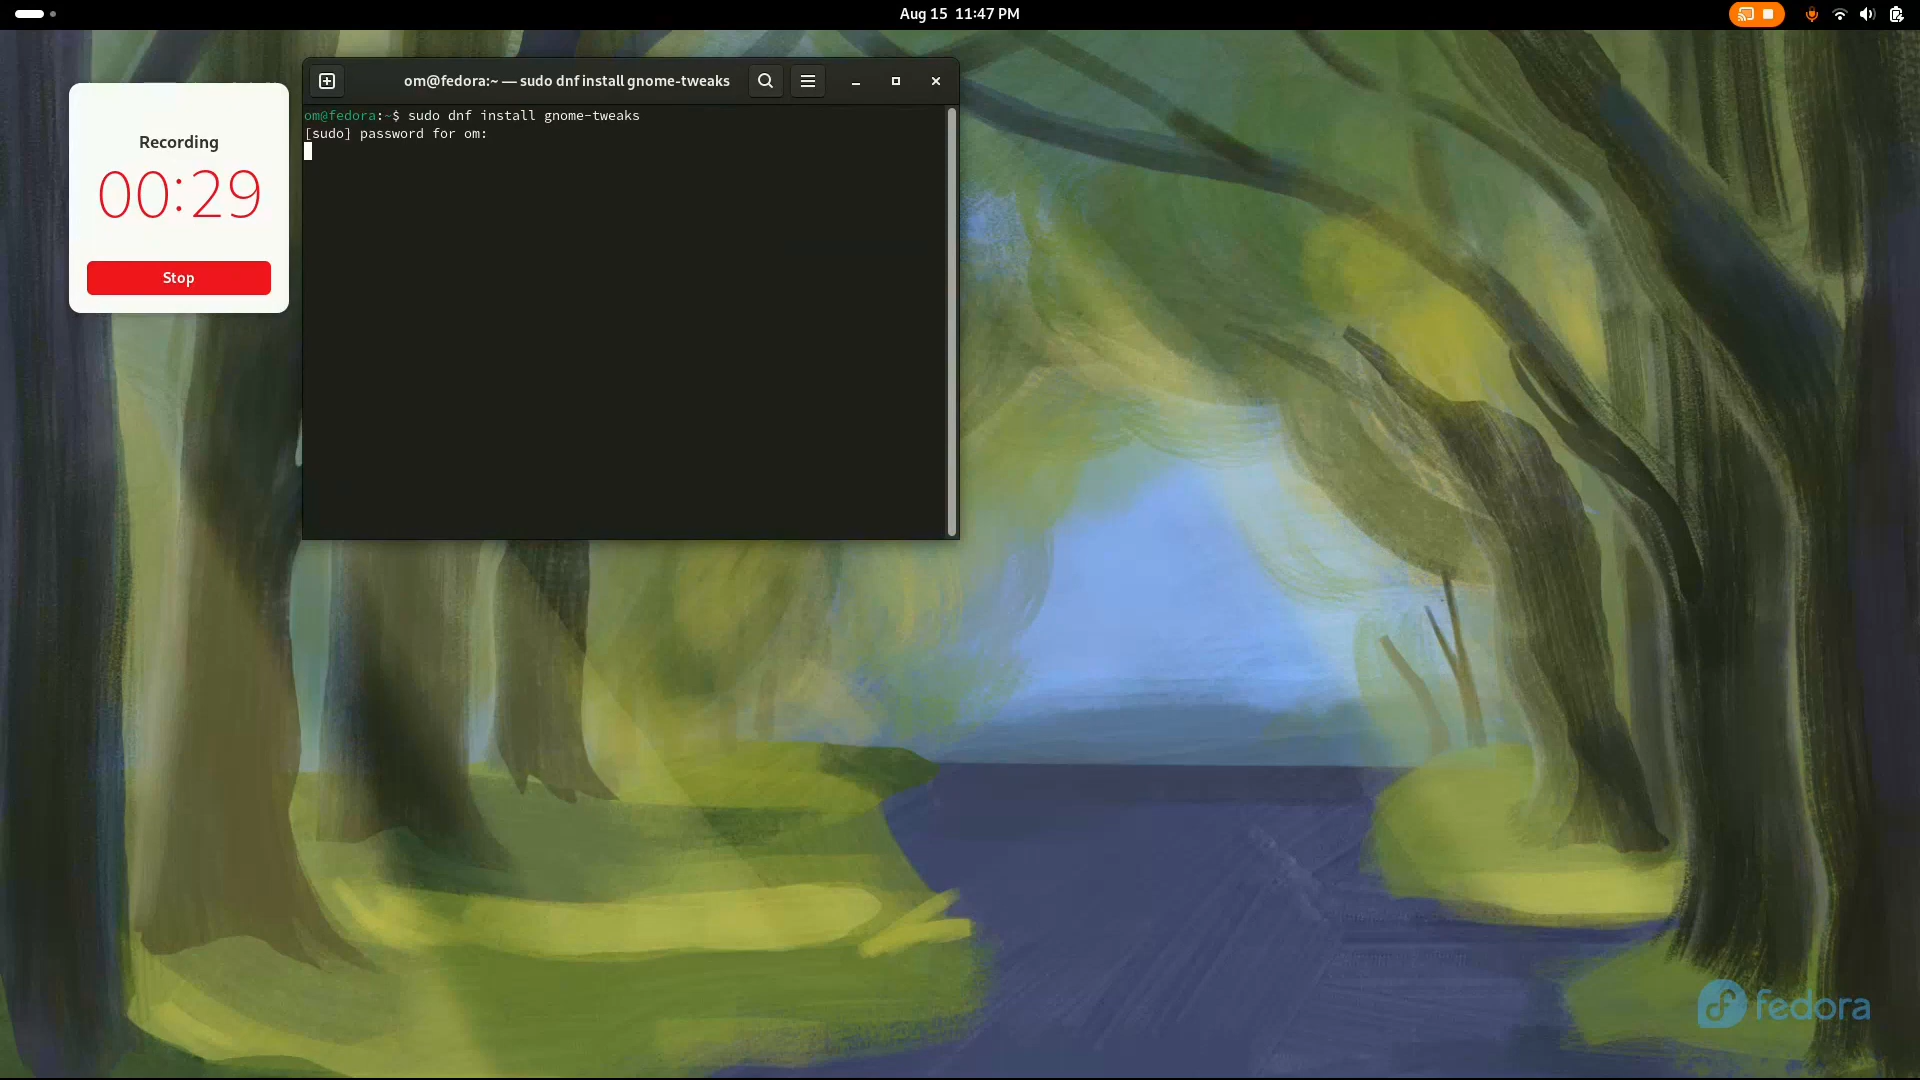 Aug 15 11:47 PM
om@fedora:~ — sudo dnf install gnome-tweaks
om@fedora:~$ sudo dnf install gnome-tweaks
[sudo] password for om:
Recording
00:29
Stop
fedora